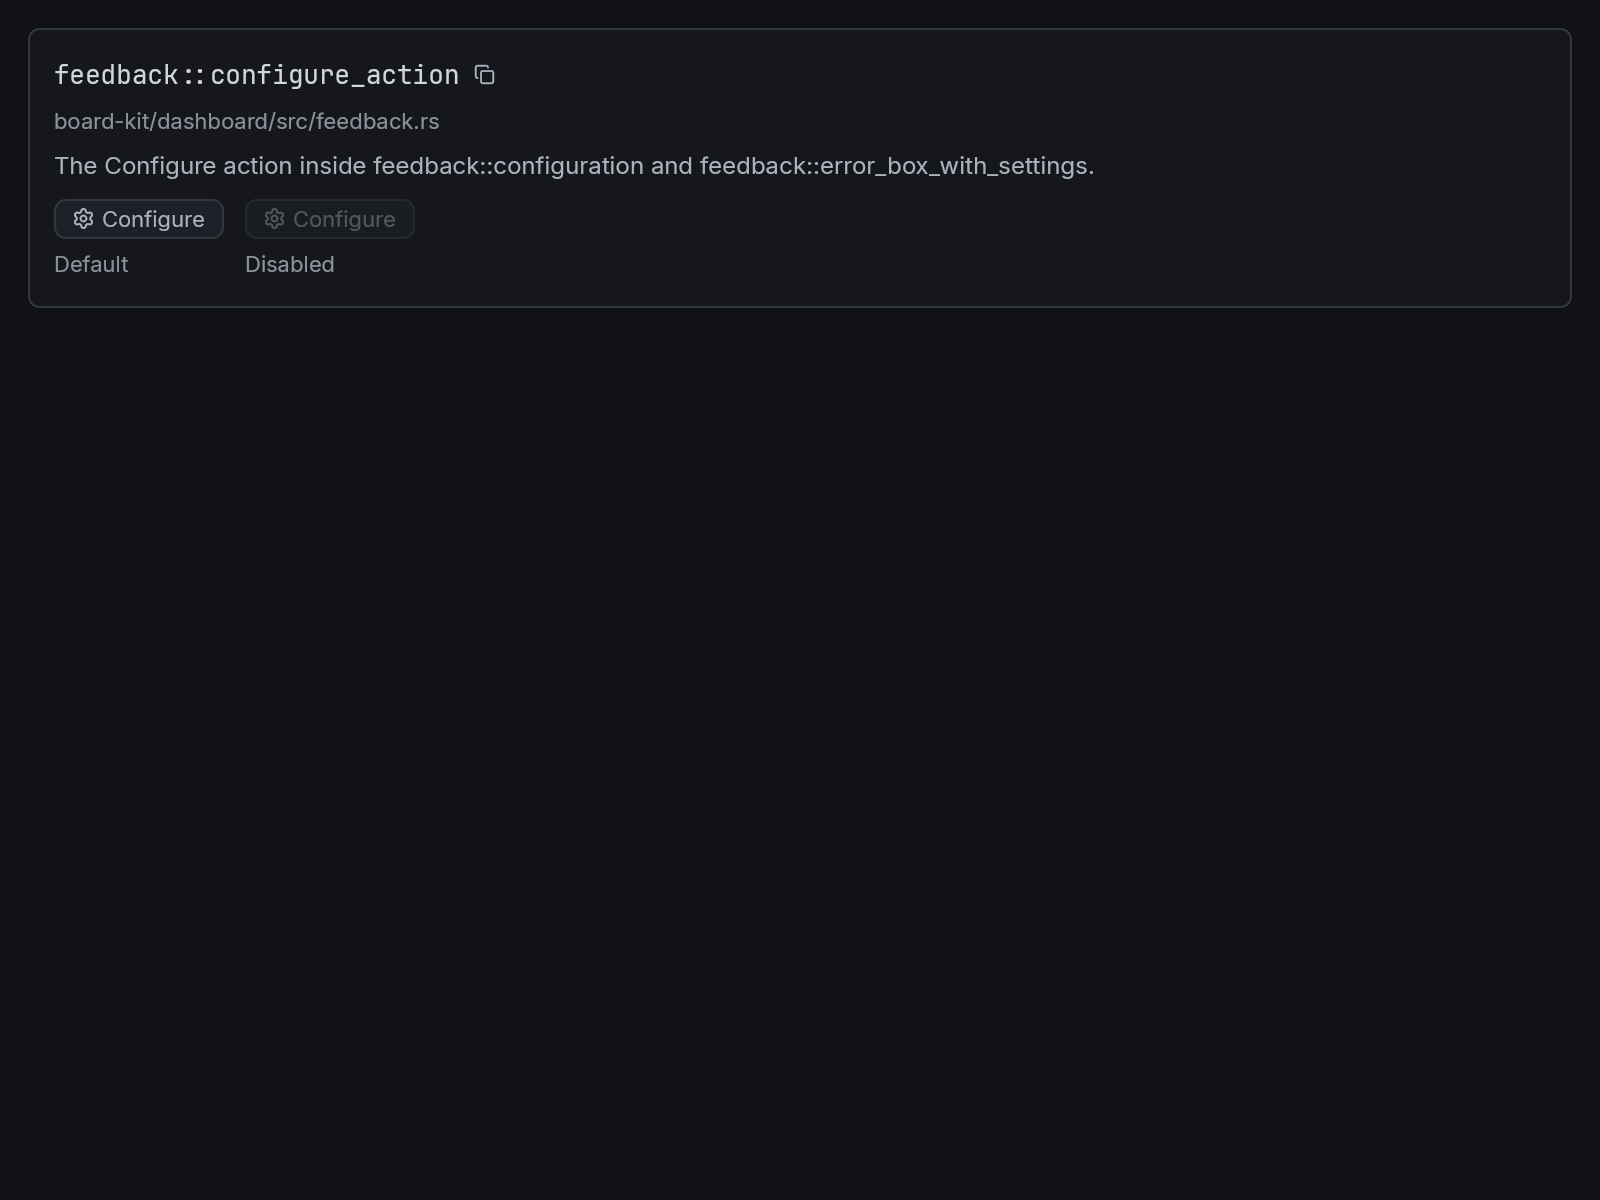 feedback::configure_action
board-kit/dashboard/src/feedback.rs
The Configure action inside feedback::configuration and feedback::error_box_with_settings.
Configure Configure
Default Disabled